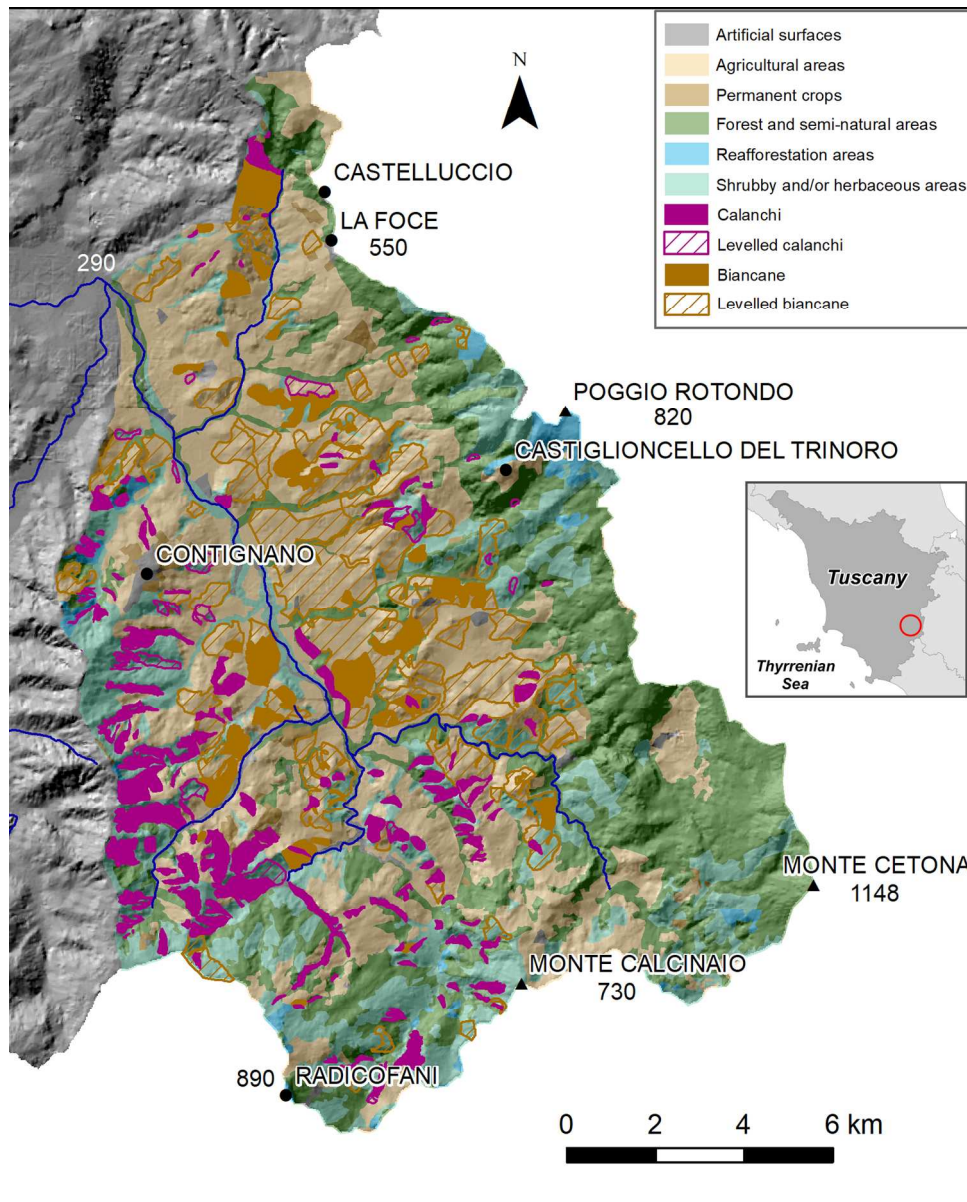 Artificial surfaces
Agricultural areas
Permanent crops
Forest and semi-natural areas
Reafforestation areas
Shrubby and/or herbaceous areas
Calanchi
Levelled calanchi
Biancane
Levelled biancane
N
CASTELLUCCIO
LA FOCE
550
290
POGGIO ROTONDO
820
CASTIGLIONCELLO DEL TRINORO
CONTIGNANO
Tuscany
Thyrrenian
Sea
MONTE CETONA
1148
MONTE CALCINAIO
730
890 RADICOFANI
0 2 4 6 km